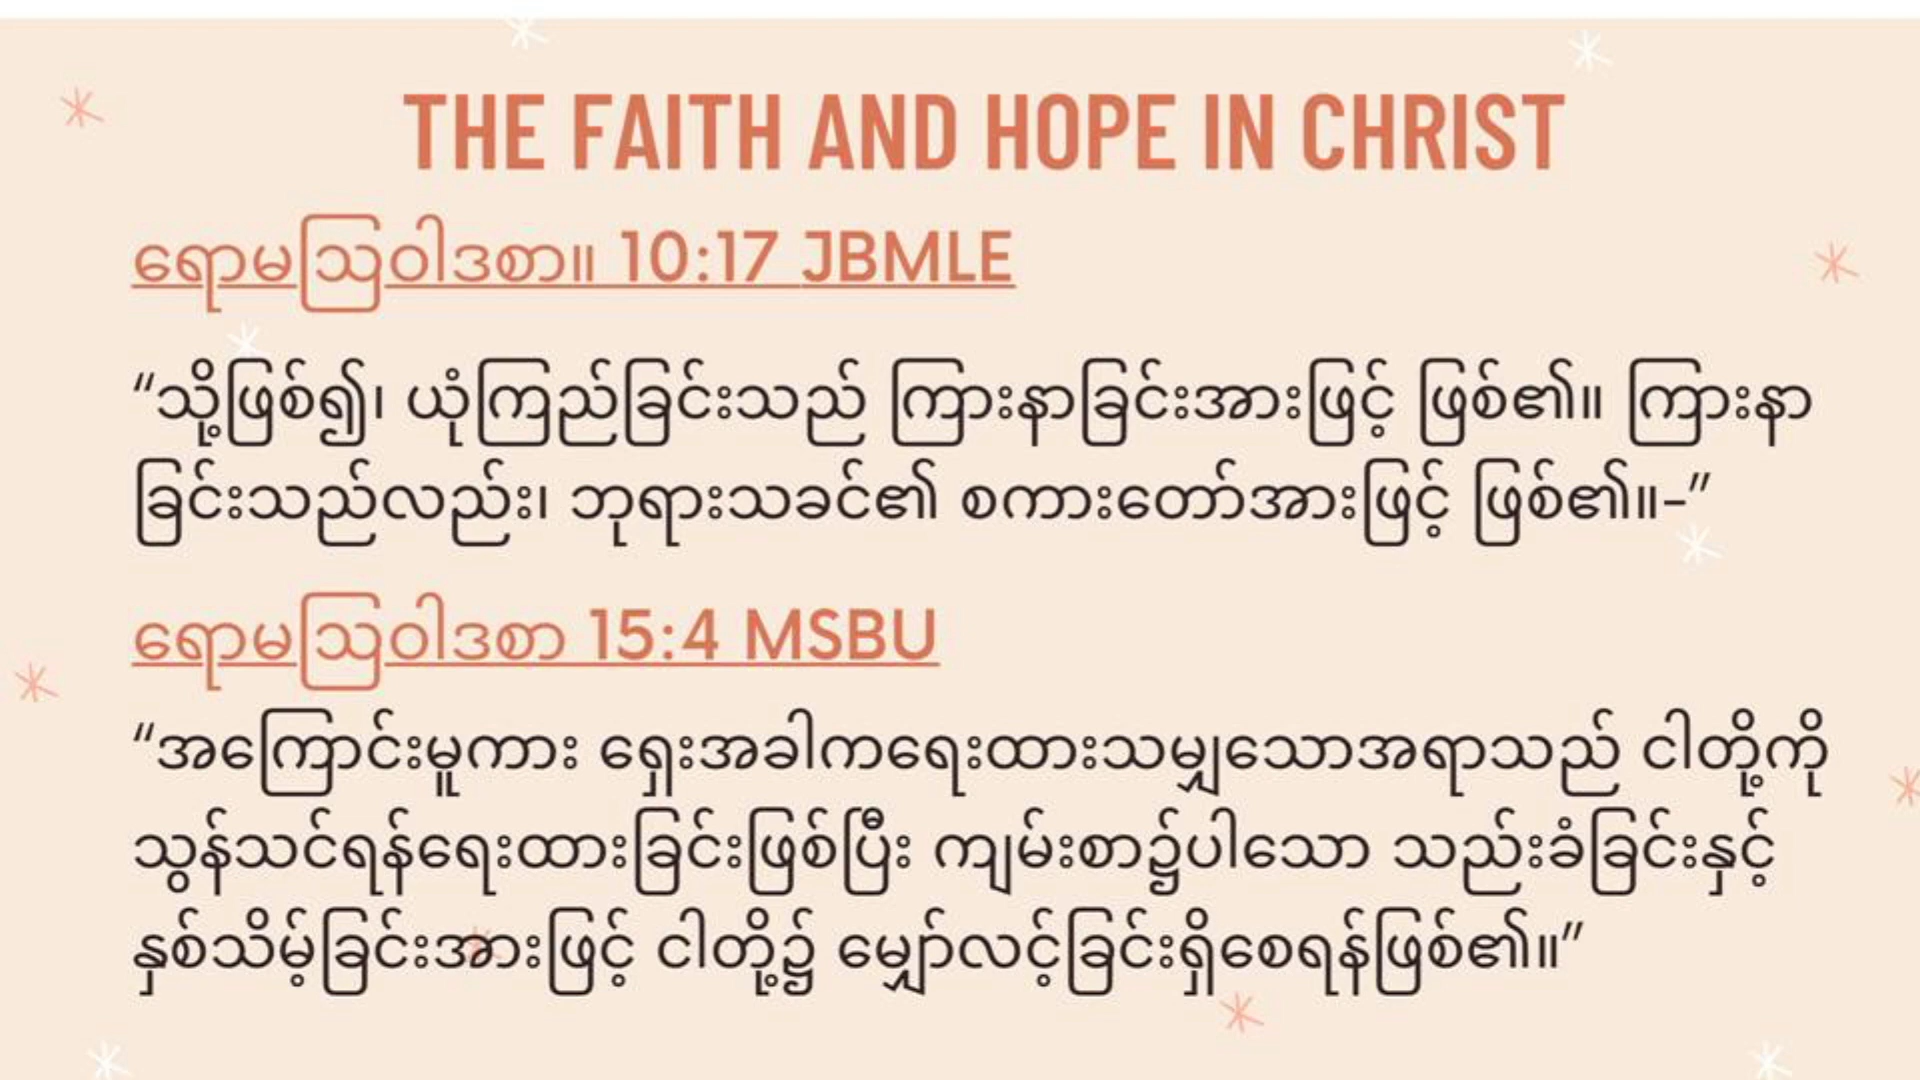 THE FAITH AND HOPE IN CHRIST
ရောမဩဝါဒစာ။ 10:17 JBMLE
“သို့ဖြစ်၍၊ ယုံကြည်ခြင်းသည် ကြားနာခြင်းအားဖြင့် ဖြစ်၏။ ကြားနာ
ခြင်းသည်လည်း၊ ဘုရားသခင်၏ စကားတော်အားဖြင့် ဖြစ်၏။-”
ရောမဩဝါဒစာ 15:4 MSBU
“အကြောင်းမူကား ရှေးအခါကရေးထားသမျှသောအရာသည် ငါတို့ကို
သွန်သင်ရန်ရေးထားခြင်းဖြစ်ပြီး ကျမ်းစာ၌ပါသော သည်းခံခြင်းနှင့်
နှစ်သိမ့်ခြင်းအားဖြင့် ငါတို့၌ မျှော်လင့်ခြင်းရှိစေရန်ဖြစ်၏။”